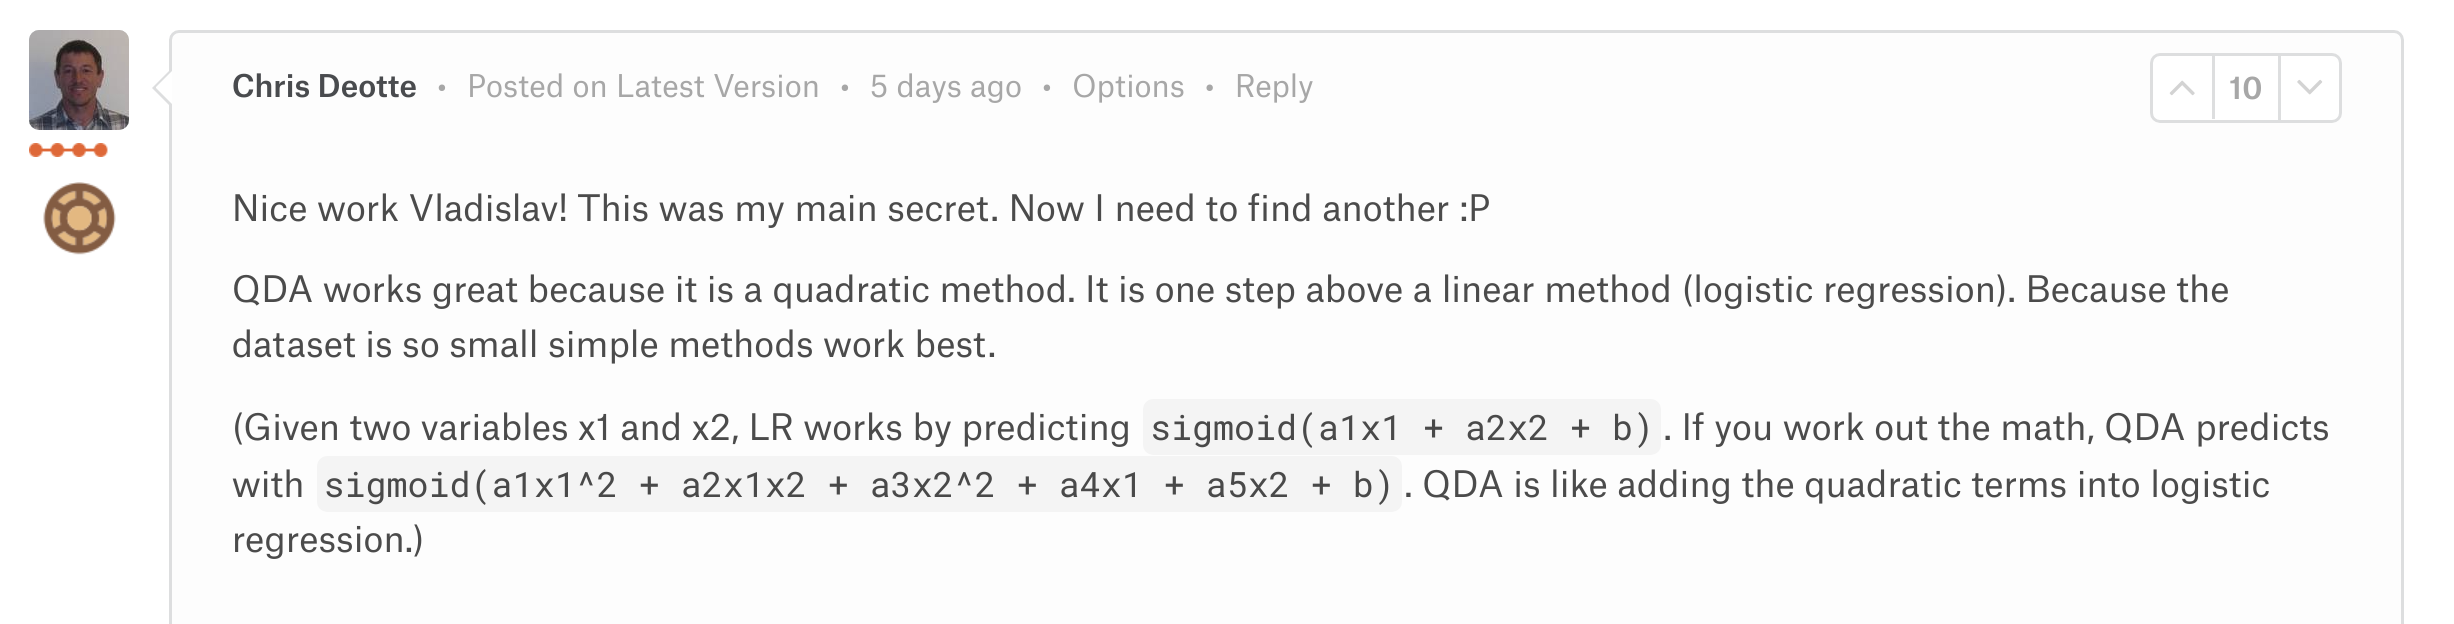 Chris Deotte • Posted on Latest Version • 5 days ago • Options • Reply
10
Nice work Vladislav! This was my main secret. Now I need to find another :P
QDA works great because it is a quadratic method. It is one step above a linear method (logistic regression). Because the
dataset is so small simple methods work best.
(Given two variables x1 and x2, LR works by predicting sigmoid(a1x1 + a2x2 + b). If you work out the math, QDA predicts
with sigmoid(a1x1^2 + a2x1x2 + a3x2^2 + a4x1 + a5x2 + b). QDA is like adding the quadratic terms into logistic
regression.)